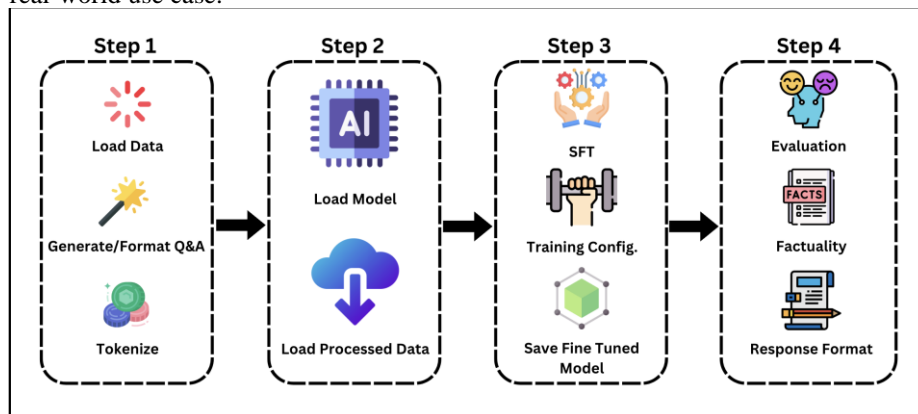 real-world use case.
Step 1
Step 2
Step 3
Step 4
Load Data
Generate/Format Q&A
Tokenize
AI
Load Model
Load Processed Data
SFT
Training Config.
Save Fine Tuned
Model
Evaluation
FACTS
Factuality
Response Format